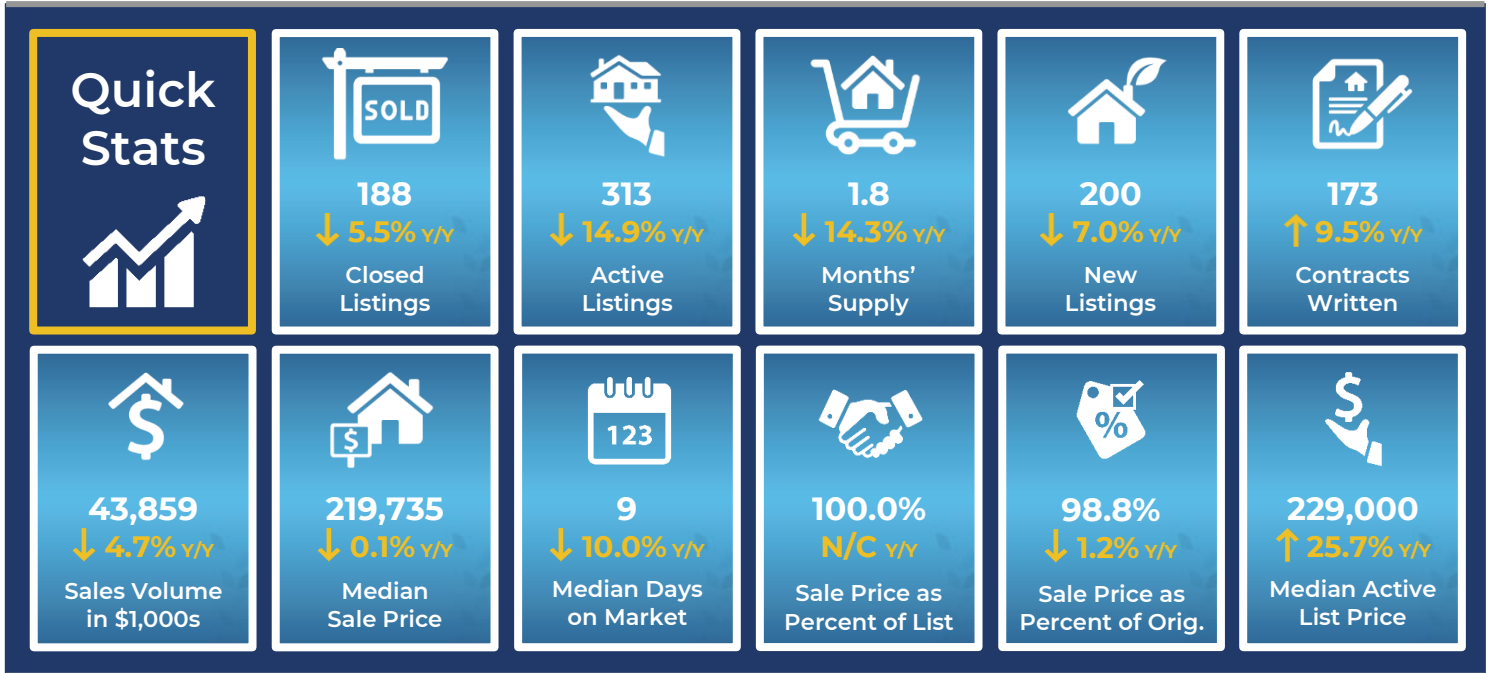 Quick
Stats
SOLD
188
↓ 5.5% Y/Y
Closed
Listings
313
↓ 14.9% Y/Y
Active
Listings
1.8
↓ 14.3% Y/Y
Months’
Supply
200
↓ 7.0% Y/Y
New
Listings
173
↑ 9.5% Y/Y
Contracts
Written
$
43,859
↓ 4.7% Y/Y
Sales Volume
in $1,000s
$
219,735
↓ 0.1% Y/Y
Median
Sale Price
123
9
↓ 10.0% Y/Y
Median Days
on Market
100.0%
N/C Y/Y
Sale Price as
Percent of List
%
98.8%
↓ 1.2% Y/Y
Sale Price as
Percent of Orig.
$
229,000
↑ 25.7% Y/Y
Median Active
List Price